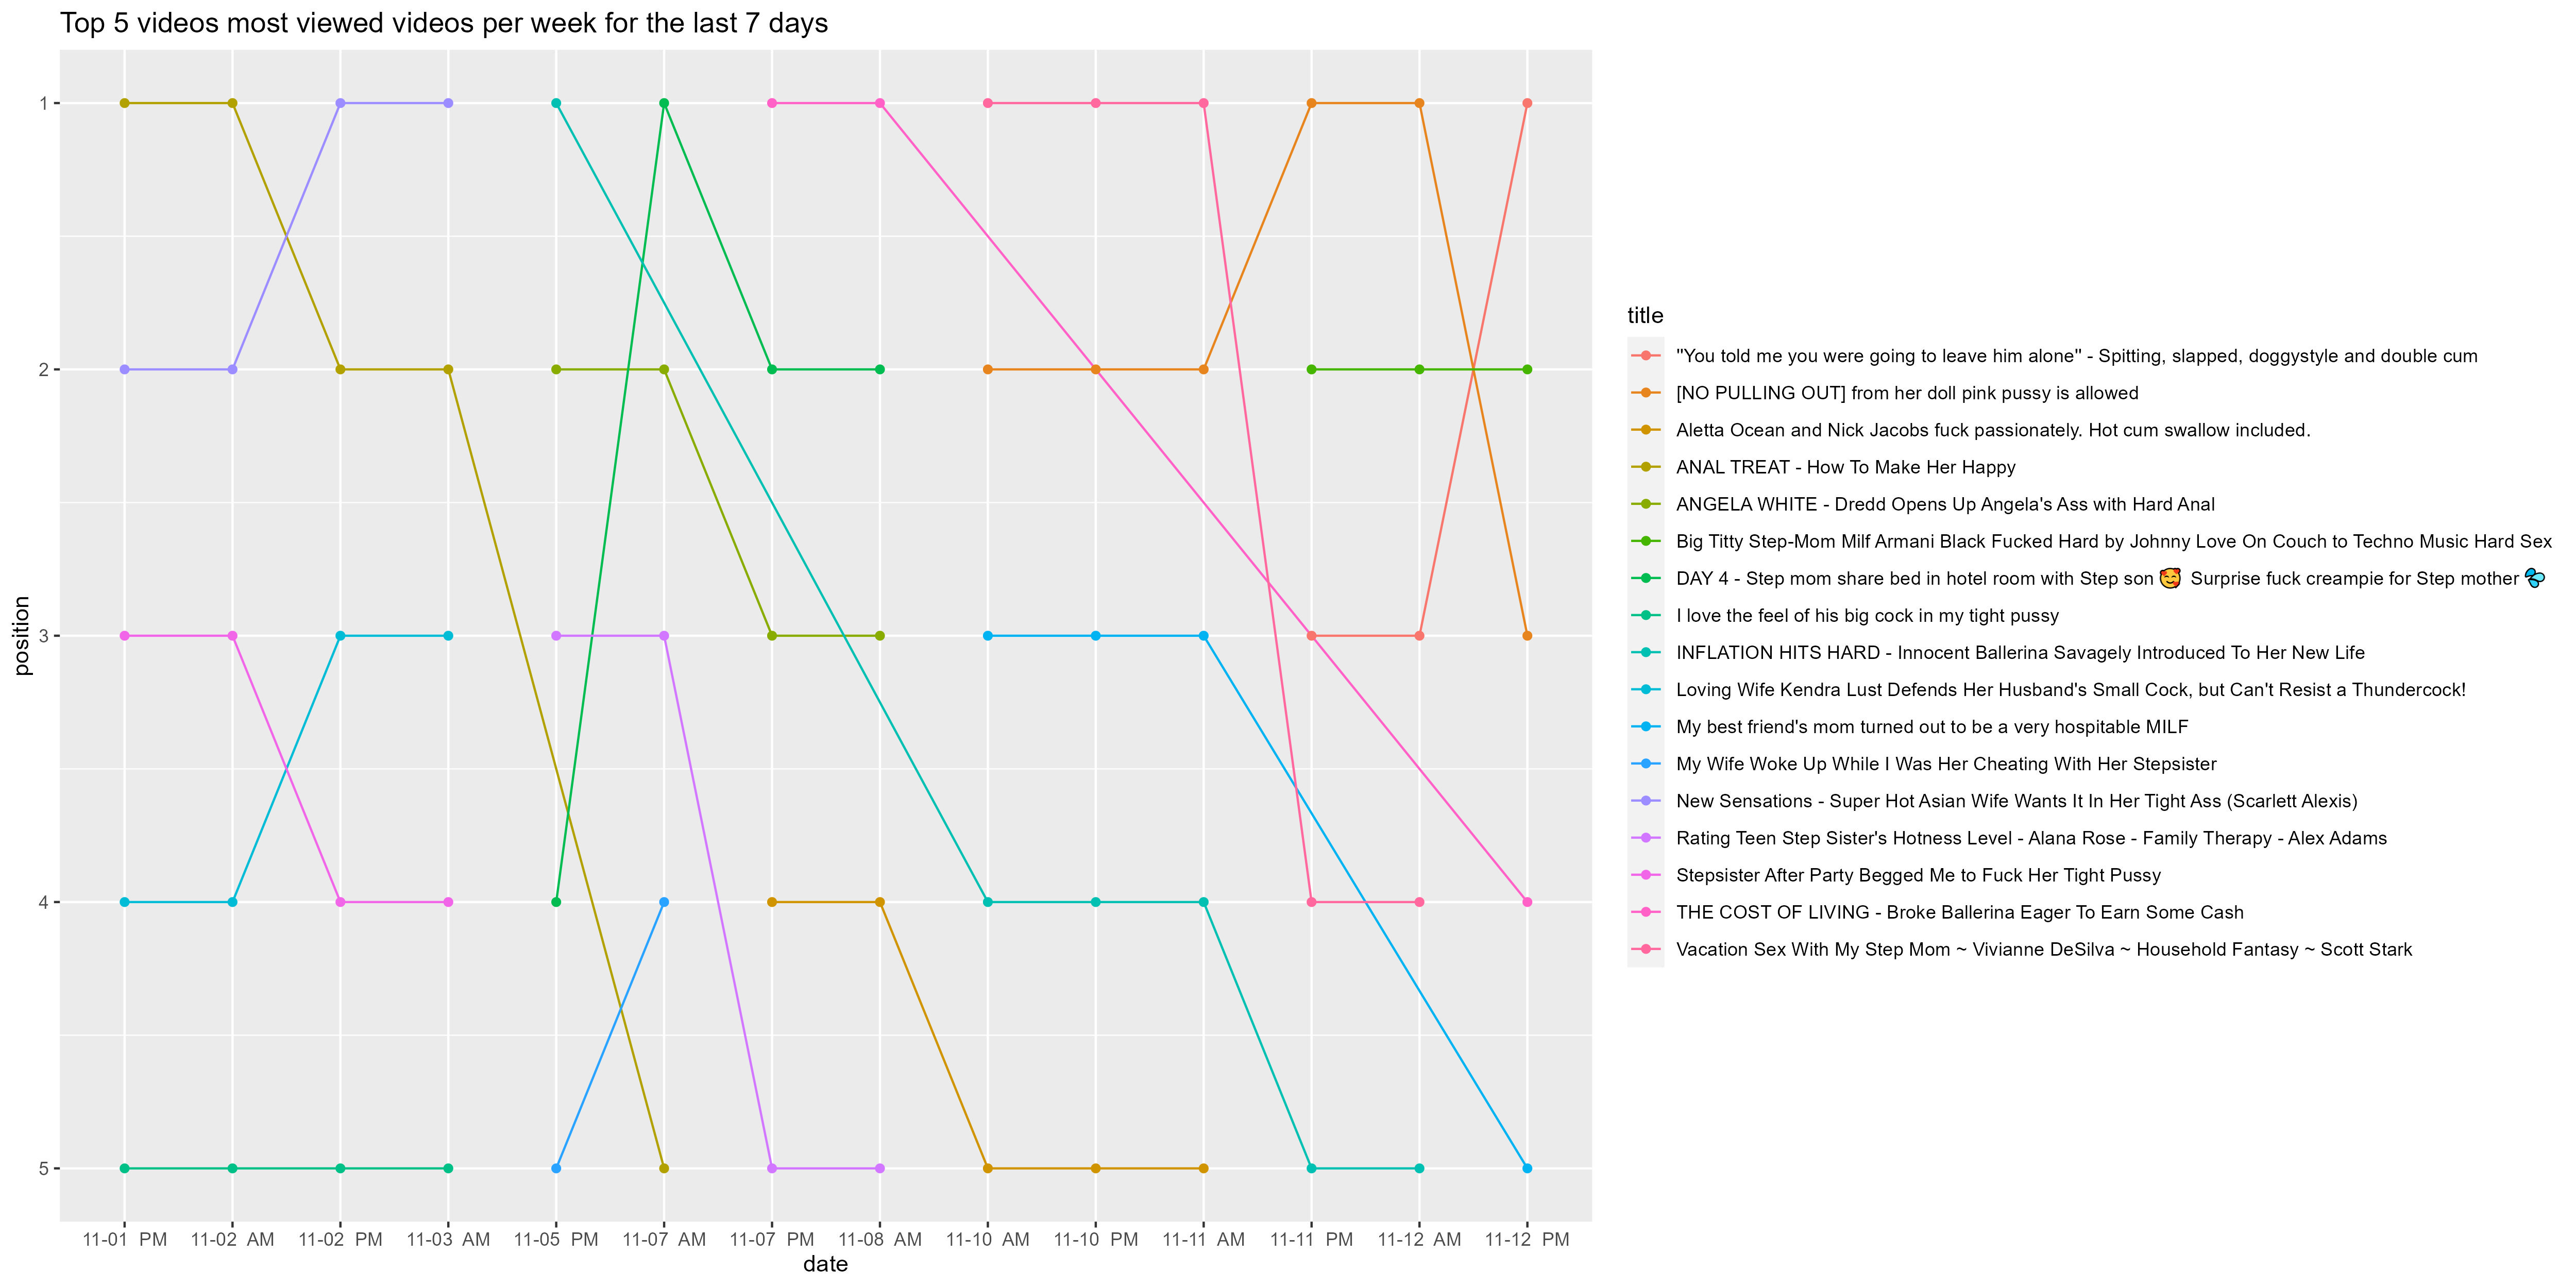 Top 5 videos most viewed videos per week for the last 7 days
position
1
2
3
4
5
11-01 PM
11-02 AM
11-02 PM
11-03 AM
11-05 PM
11-07 AM
11-07 PM
11-08 AM
11-10 AM
11-10 PM
11-11 AM
11-11 PM
11-12 AM
11-12 PM
date
title
"You told me you were going to leave him alone" - Spitting, slapped, doggystyle and double cum
[NO PULLING OUT] from her doll pink pussy is allowed
Aletta Ocean and Nick Jacobs fuck passionately. Hot cum swallow included.
ANAL TREAT - How To Make Her Happy
ANGELA WHITE - Dredd Opens Up Angela's Ass with Hard Anal
Big Titty Step-Mom Milf Armani Black Fucked Hard by Johnny Love On Couch to Techno Music Hard Sex
DAY 4 - Step mom share bed in hotel room with Step son 🥰 Surprise fuck creampie for Step mother 💦
I love the feel of his big cock in my tight pussy
INFLATION HITS HARD - Innocent Ballerina Savagely Introduced To Her New Life
Loving Wife Kendra Lust Defends Her Husband's Small Cock, but Can't Resist a Thundercock!
My best friend's mom turned out to be a very hospitable MILF
My Wife Woke Up While I Was Her Cheating With Her Stepsister
New Sensations - Super Hot Asian Wife Wants It In Her Tight Ass (Scarlett Alexis)
Rating Teen Step Sister's Hotness Level - Alana Rose - Family Therapy - Alex Adams
Stepsister After Party Begged Me to Fuck Her Tight Pussy
THE COST OF LIVING - Broke Ballerina Eager To Earn Some Cash
Vacation Sex With My Step Mom ~ Vivianne DeSilva ~ Household Fantasy ~ Scott Stark